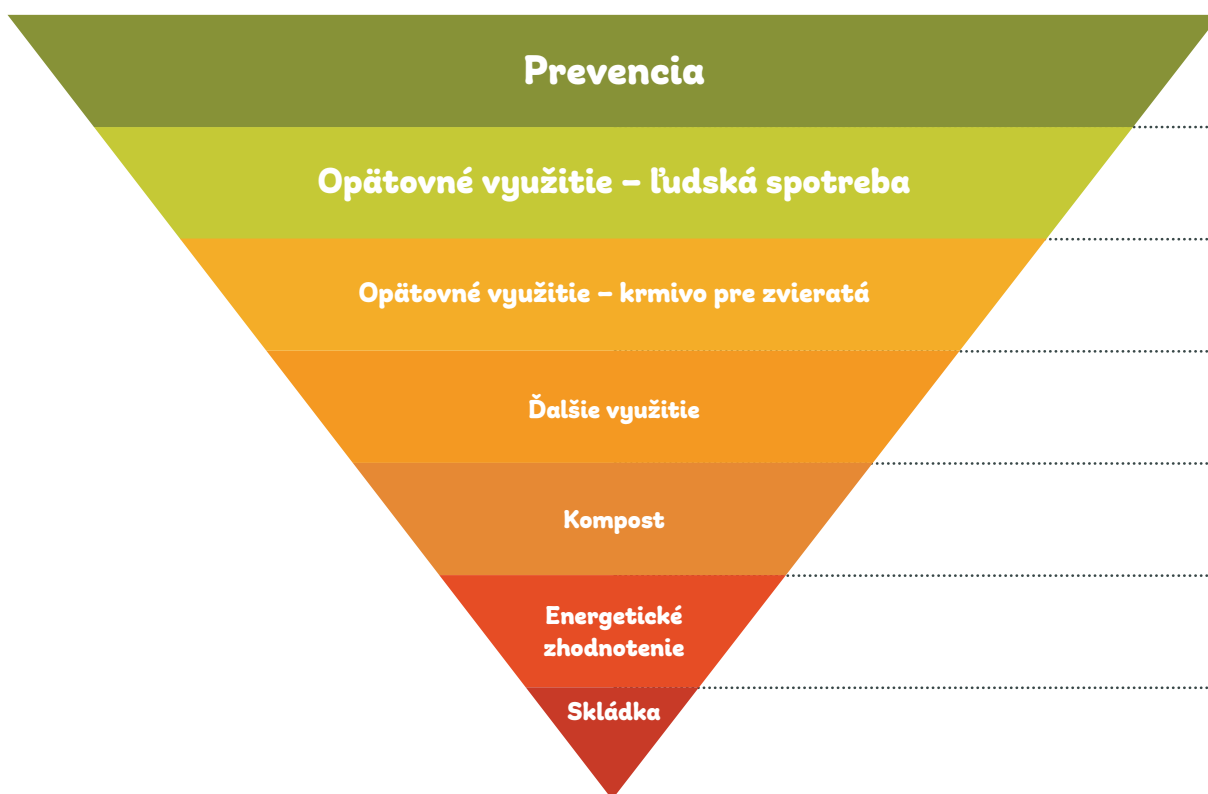 Prevencia
Opätovné využitie – ľudská spotreba
Opätovné využitie – krmivo pre zvieratá
Ďalšie využitie
Kompost
Energetické
zhodnotenie
Skládka